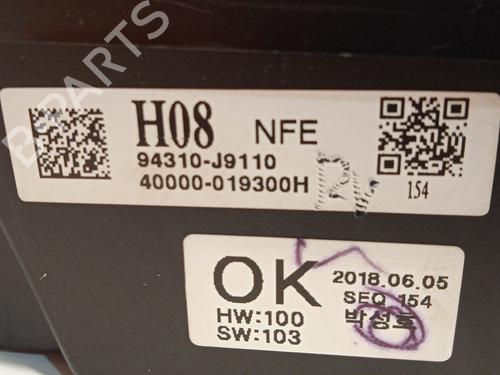 B-PARTS
H08 NFE
94310-J9110
40000-019300H
154
OK
2018.06.05
SEQ 154
박성호
HW:100
SW:103